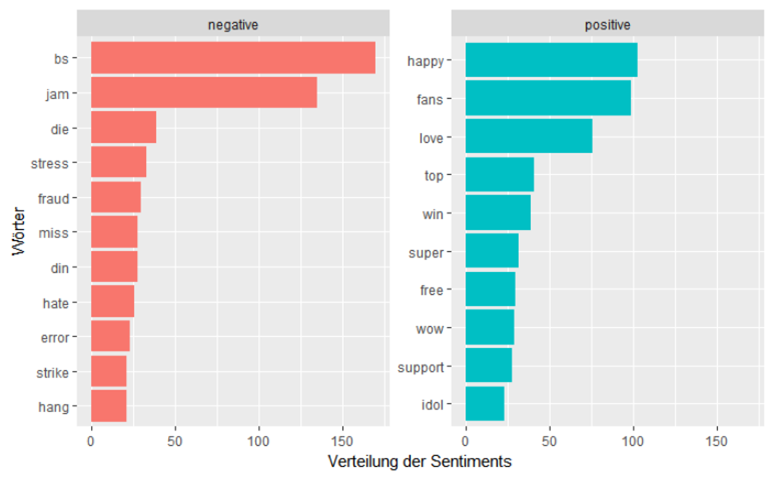 negative
positive
bs
jam
die
stress
fraud
miss
din
hate
error
strike
hang
happy
fans
love
top
win
super
free
wow
support
idol
0 50 100 150
0 50 100 150
Wörter
Verteilung der Sentiments